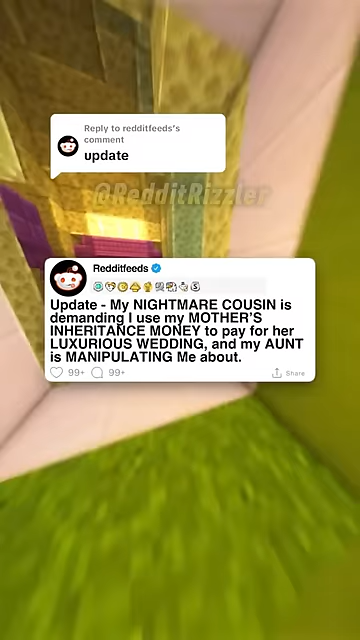 Reply to redditfeeds's
comment
update
@RedditRizzler
Redditfeeds
Update - My NIGHTMARE COUSIN is
demanding I use my MOTHER'S
INHERITANCE MONEY to pay for her
LUXURIOUS WEDDING, and my AUNT
is MANIPULATING Me about.
99+ 99+ Share